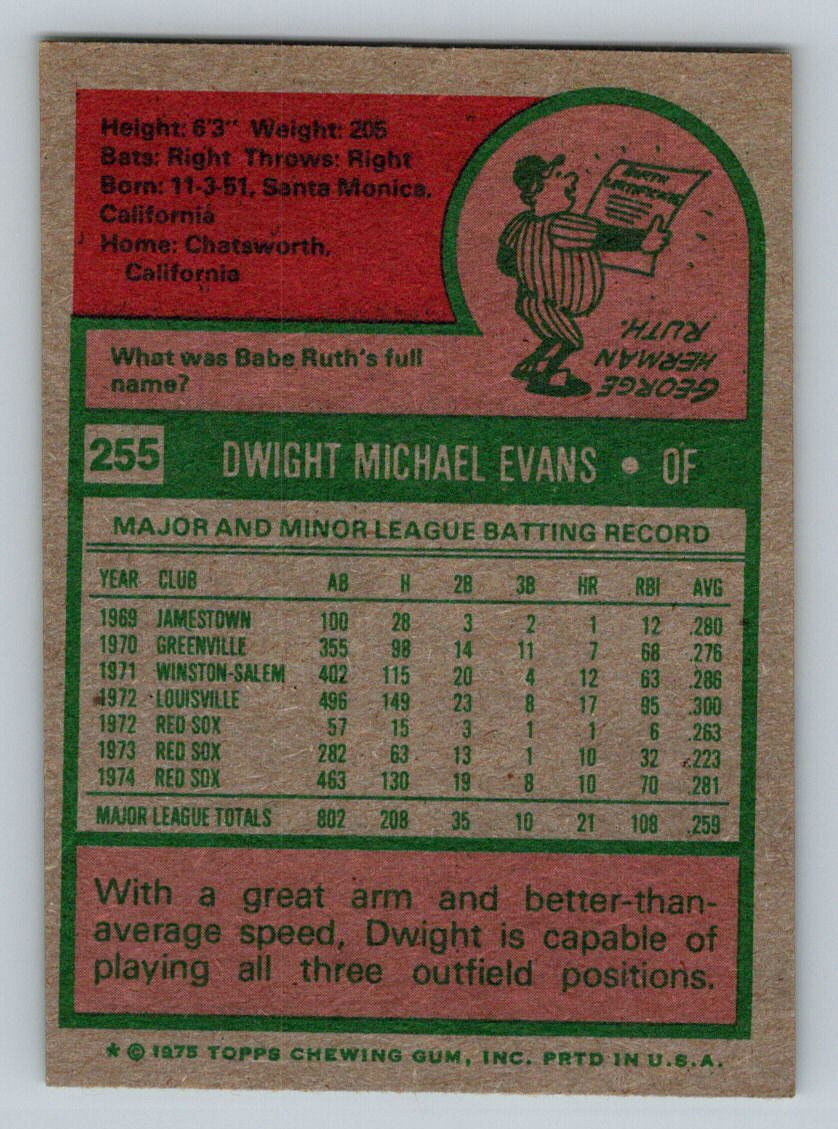 Height: 6'3" Weight: 205
Bats: Right Throws: Right
Born: 11-3-51, Santa Monica,
California
Home: Chatsworth,
California
BIRTH
CERTIFICATE
What was Babe Ruth's full
name?
GEORGE
HERMAN
RUTH.
255 DWIGHT MICHAEL EVANS • OF
MAJOR AND MINOR LEAGUE BATTING RECORD
YEAR CLUB AB H 2B 3B HR RBI AVG
1969 JAMESTOWN 100 28 3 2 1 12 .280
1970 GREENVILLE 355 98 14 11 7 68 .276
1971 WINSTON-SALEM 402 115 20 4 12 63 .286
1972 LOUISVILLE 496 149 23 8 17 95 .300
1972 RED SOX 57 15 3 1 1 6 .263
1973 RED SOX 282 63 13 1 10 32 .223
1974 RED SOX 463 130 19 8 10 70 .281
MAJOR LEAGUE TOTALS 802 208 35 10 21 108 .259
With a great arm and better-than-
average speed, Dwight is capable of
playing all three outfield positions.
* © 1975 TOPPS CHEWING GUM, INC. PRTD IN U.S.A.